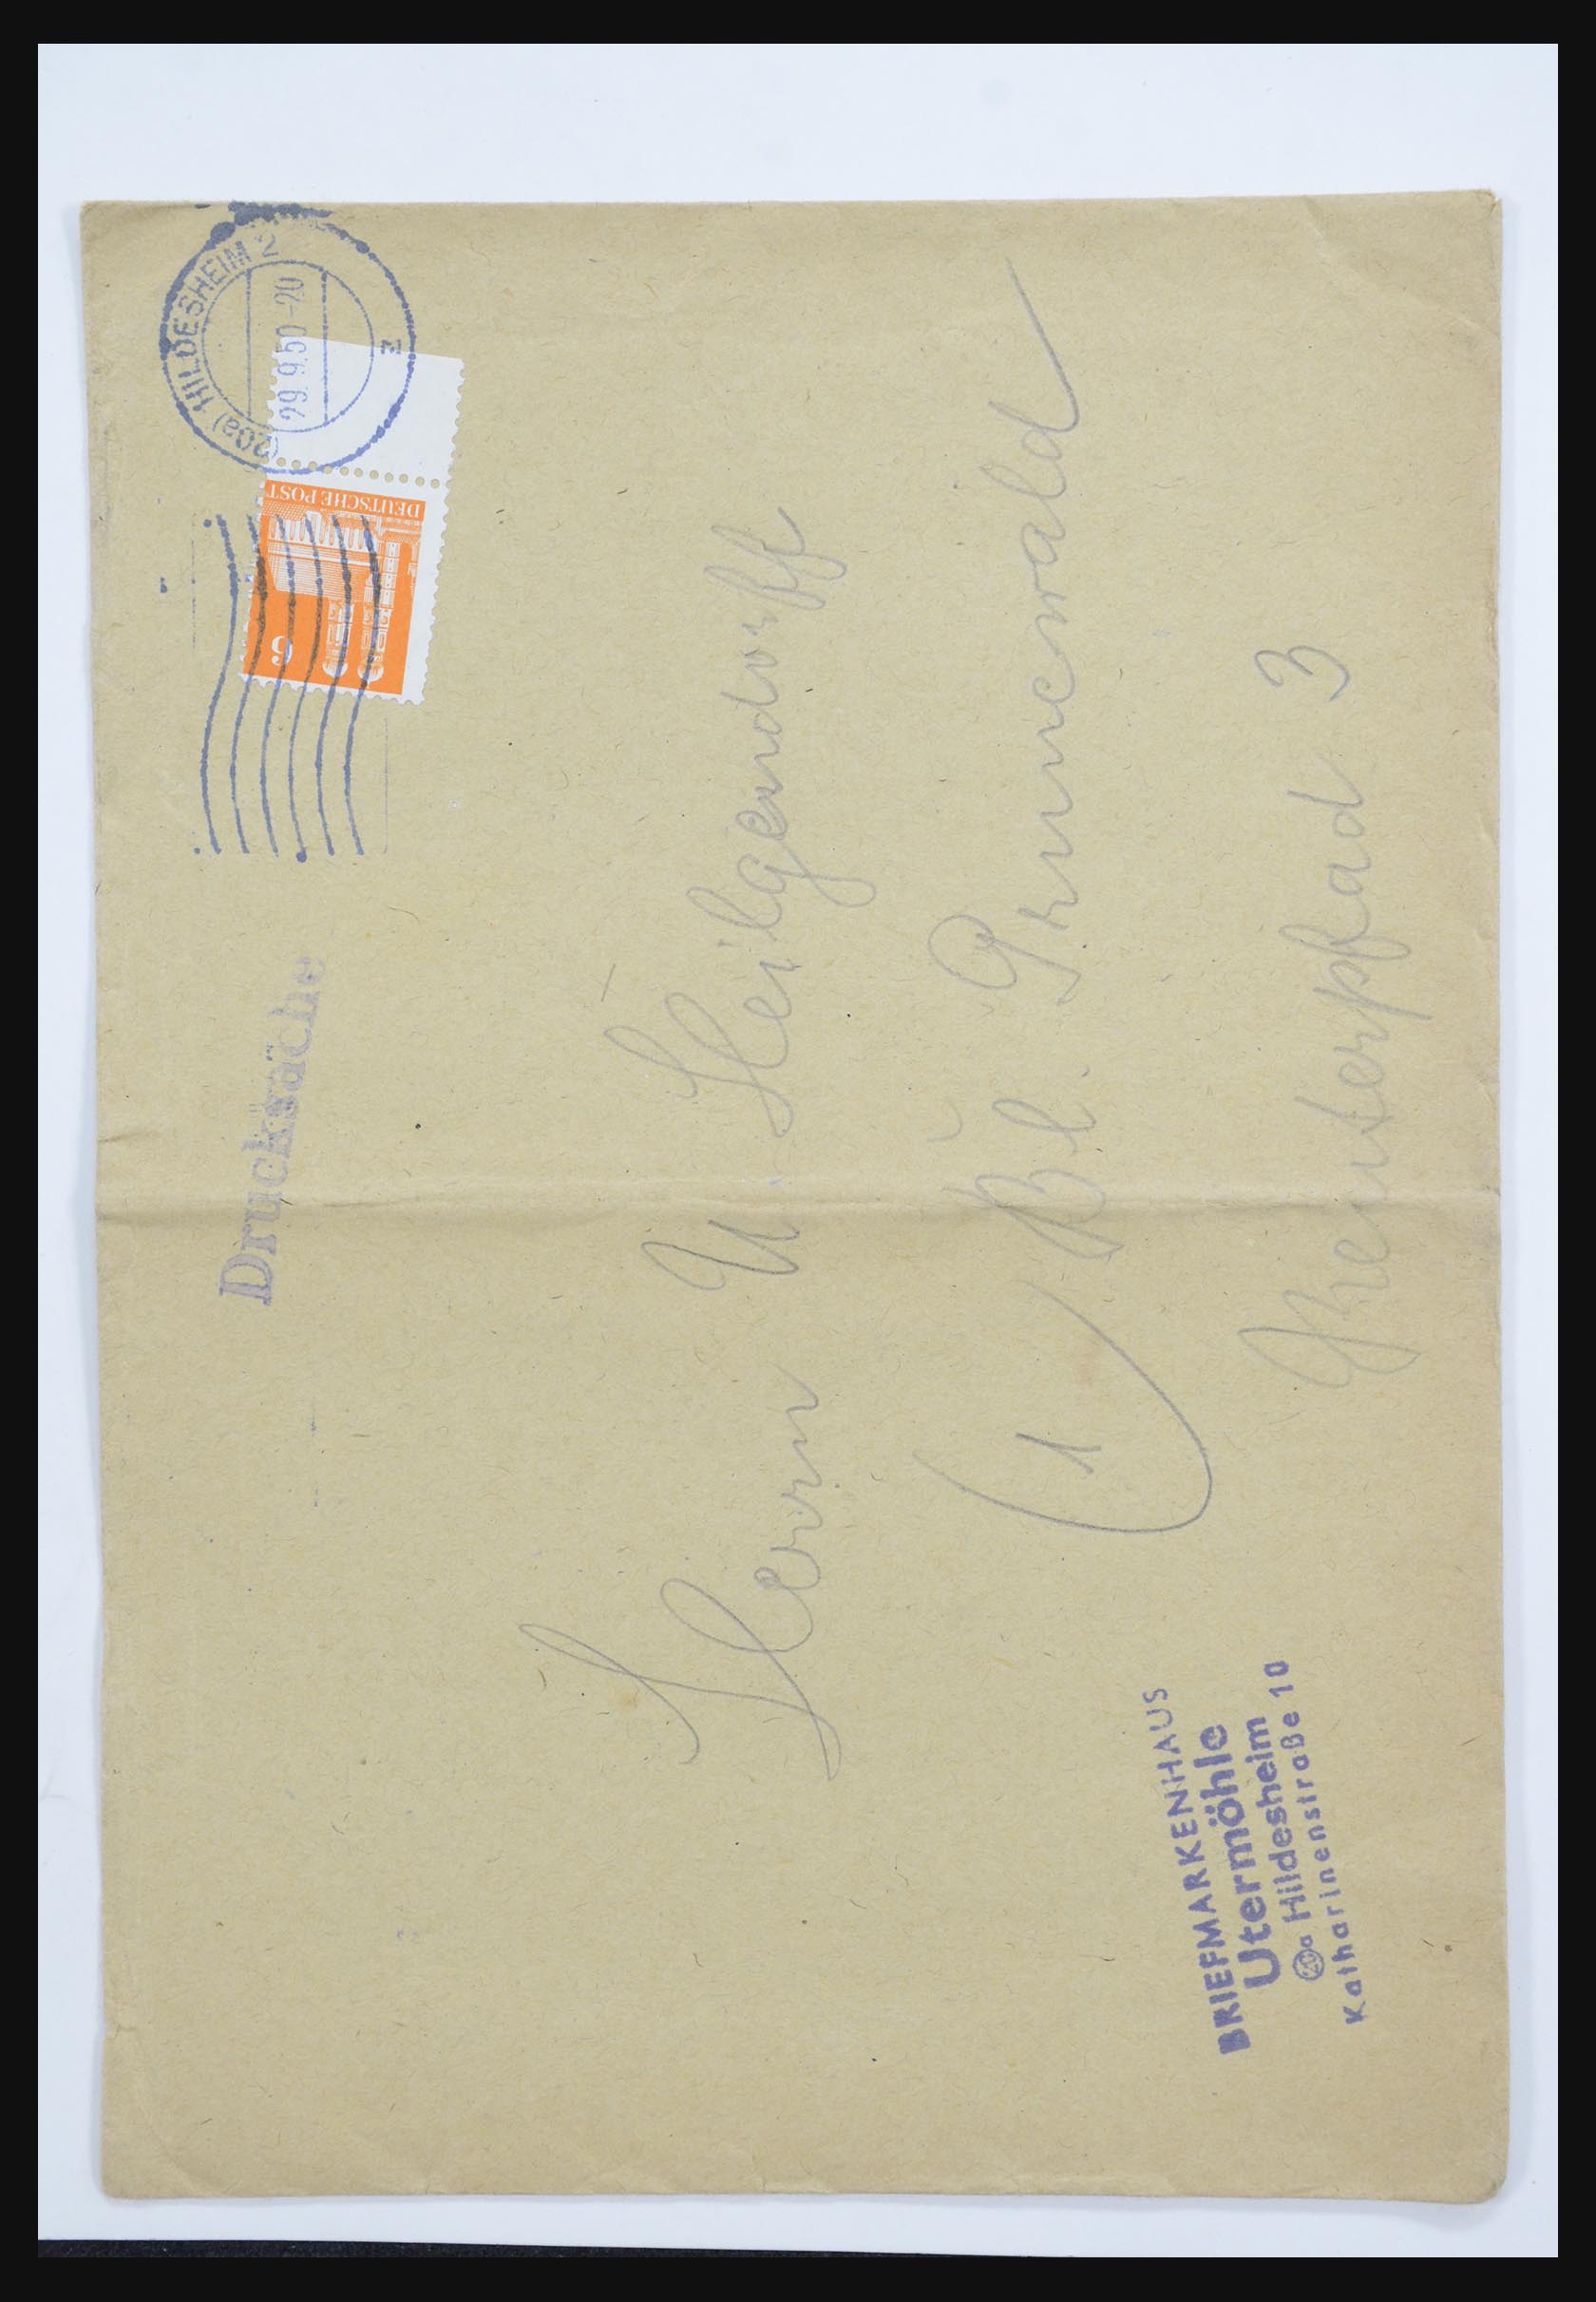 (20a) HILDESHEIM 2
29.9.50-20
DEUTSCHE POST
6
Drucksache
Herrn H. Heilgendorff
(1) Bl. Grunewald
3
BRIEFMARKENHAUS
Utermöhle
20a Hildesheim
Katharinenstraße 10